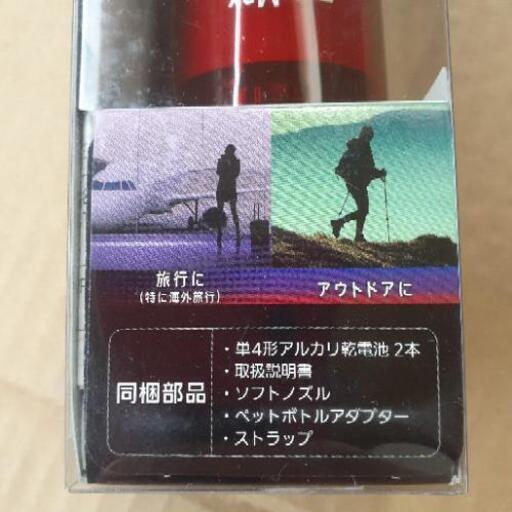 旅行に
(特に海外旅行)
アウトドアに
同梱部品
・単4形アルカリ乾電池 2本
・取扱説明書
・ソフトノズル
・ペットボトルアダプター
・ストラップ